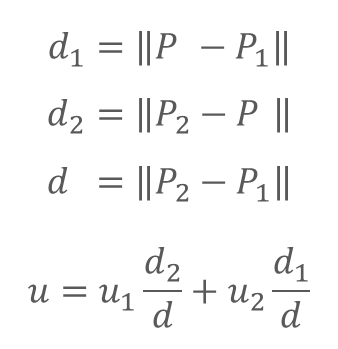 d₁ = ‖P − P₁‖
d₂ = ‖P₂ − P ‖
d = ‖P₂ − P₁‖
u = u₁ d₂/d + u₂ d₁/d